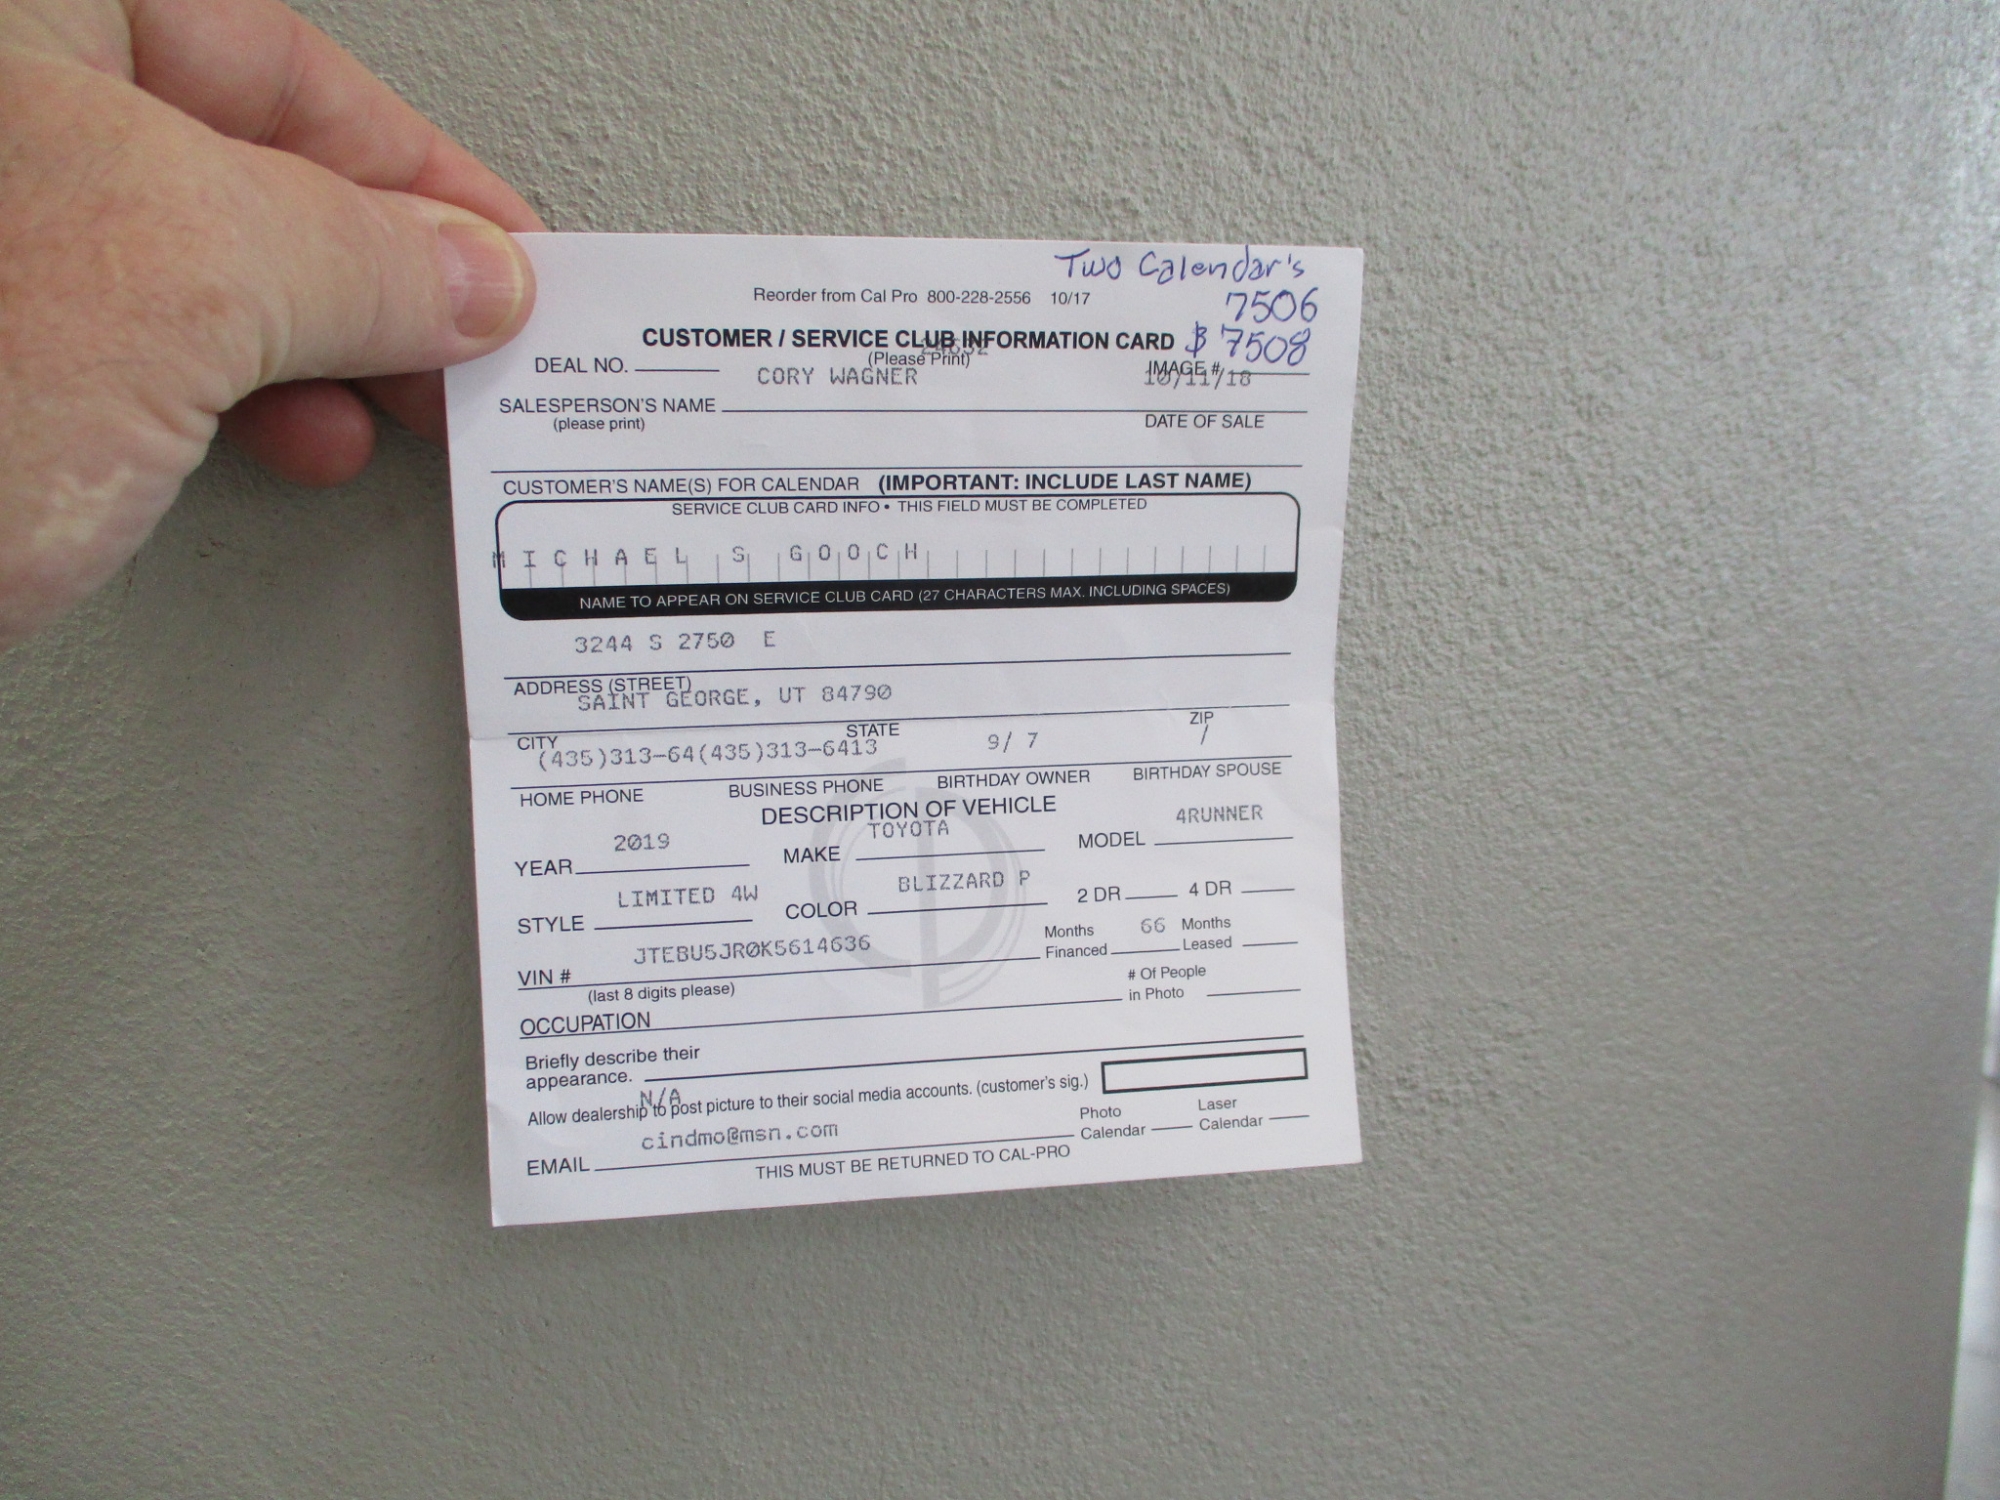 Two Calendar's
Reorder from Cal Pro 800-228-2556 10/17 7506
CUSTOMER / SERVICE CLUB INFORMATION CARD & 7508
(Please Print)
DEAL NO. IMAGE #
CORY WAGNER 10/11/18
SALESPERSON'S NAME
(please print) DATE OF SALE
CUSTOMER'S NAME(S) FOR CALENDAR (IMPORTANT: INCLUDE LAST NAME)
SERVICE CLUB CARD INFO • THIS FIELD MUST BE COMPLETED
MICHAEL S GOOCH
NAME TO APPEAR ON SERVICE CLUB CARD (27 CHARACTERS MAX. INCLUDING SPACES)
3244 S 2750 E
ADDRESS (STREET)
SAINT GEORGE, UT 84790
CITY STATE ZIP
(435)313-64(435)313-6413 9/ 7 /
HOME PHONE BUSINESS PHONE BIRTHDAY OWNER BIRTHDAY SPOUSE
DESCRIPTION OF VEHICLE
2019 TOYOTA 4RUNNER
YEAR MAKE MODEL
LIMITED 4W BLIZZARD P
STYLE COLOR 2 DR 4 DR
JTEBU5JR0K5614636 Months Financed 66 Months Leased
VIN #
(last 8 digits please) # Of People in Photo
OCCUPATION
Briefly describe their
appearance.
N/A
Allow dealership to post picture to their social media accounts. (customer's sig.)
cindmo@msn.com Photo Calendar Laser Calendar
EMAIL
THIS MUST BE RETURNED TO CAL-PRO